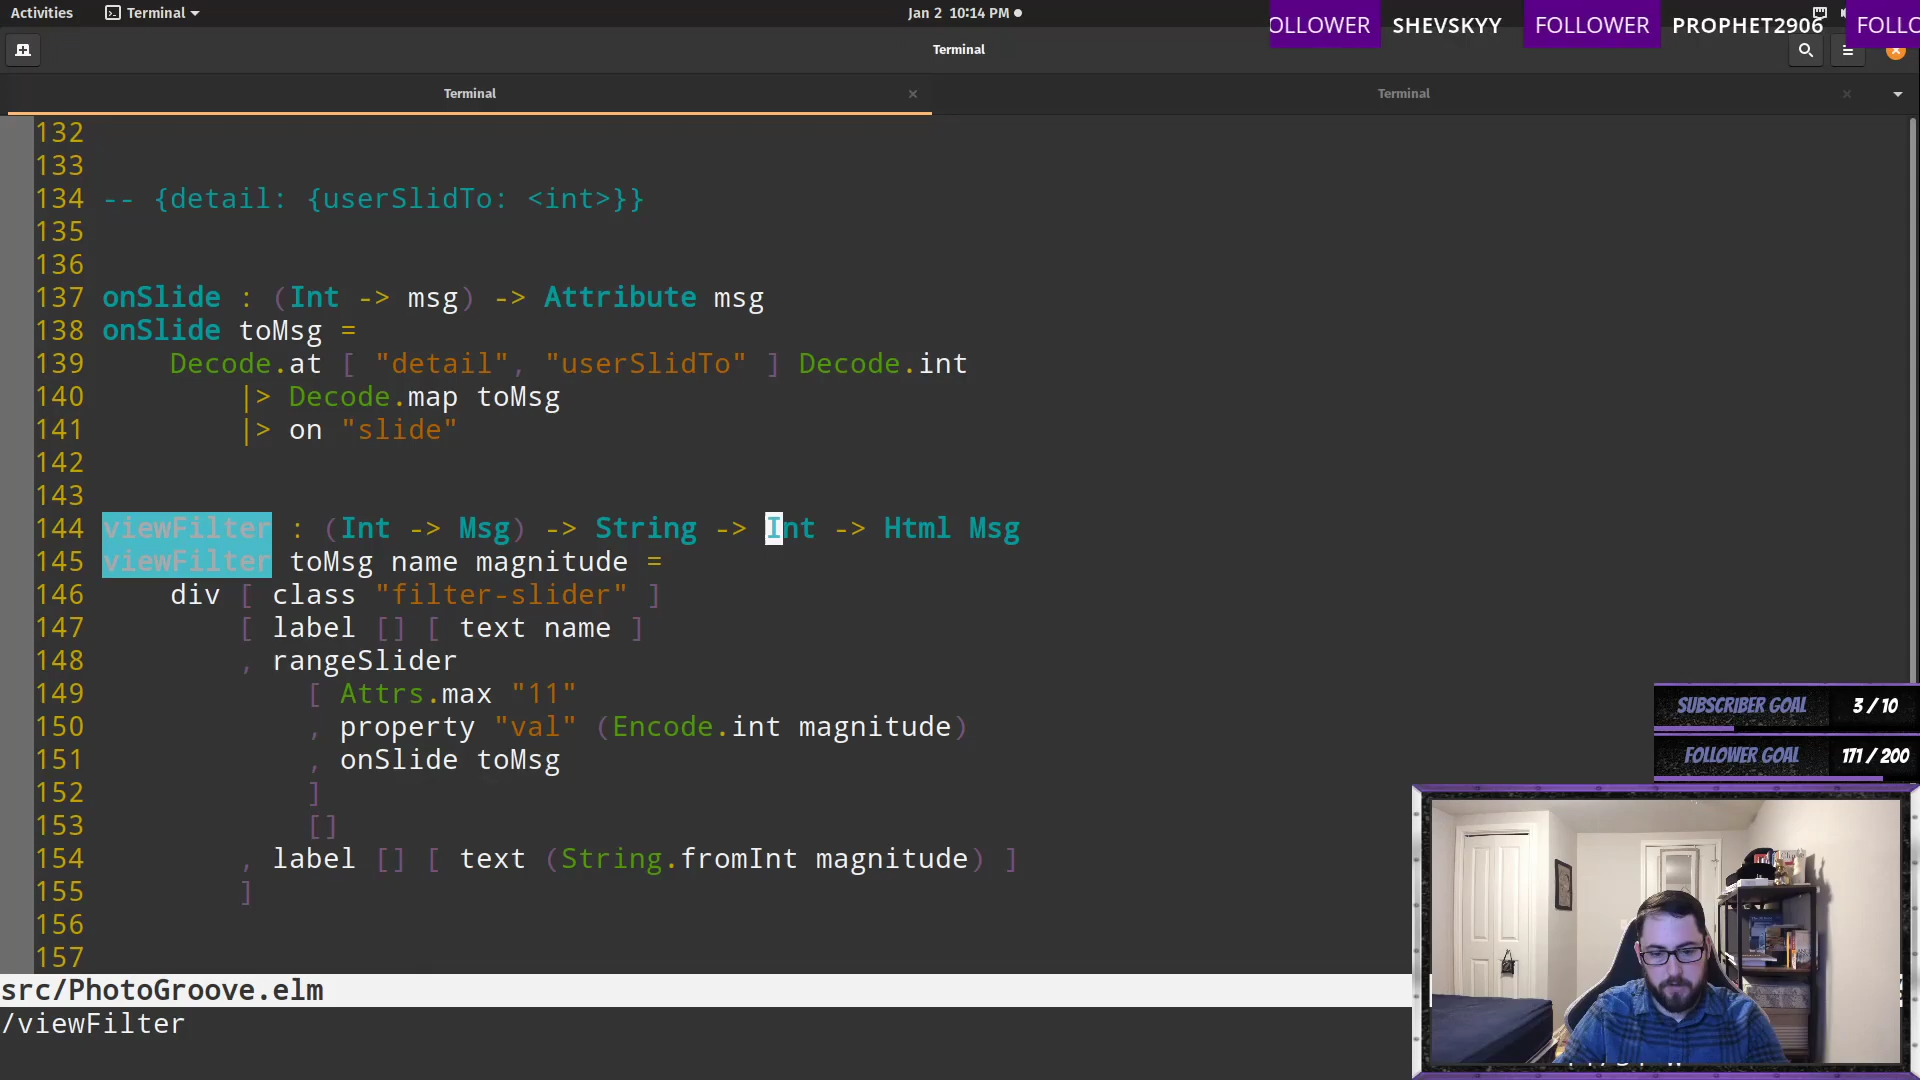 Activities
Terminal
Jan 2 10:14 PM
OLLOWER SHEVSKYY FOLLOWER PROPHET2906 FOLLO
Terminal
Terminal
Terminal
132
133
134 -- {detail: {userSlidTo: <int>}}
135
136
137 onSlide : (Int -> msg) -> Attribute msg
138 onSlide toMsg =
139     Decode.at [ "detail", "userSlidTo" ] Decode.int
140         |> Decode.map toMsg
141         |> on "slide"
142
143
144 viewFilter : (Int -> Msg) -> String -> Int -> Html Msg
145 viewFilter toMsg name magnitude =
146     div [ class "filter-slider" ]
147         [ label [] [ text name ]
148         , rangeSlider
149             [ Attrs.max "11"
150             , property "val" (Encode.int magnitude)
151             , onSlide toMsg
152             ]
153             []
154         , label [] [ text (String.fromInt magnitude) ]
155         ]
156
157
SUBSCRIBER GOAL 3 / 10
FOLLOWER GOAL 171 / 200
src/PhotoGroove.elm
/viewFilter